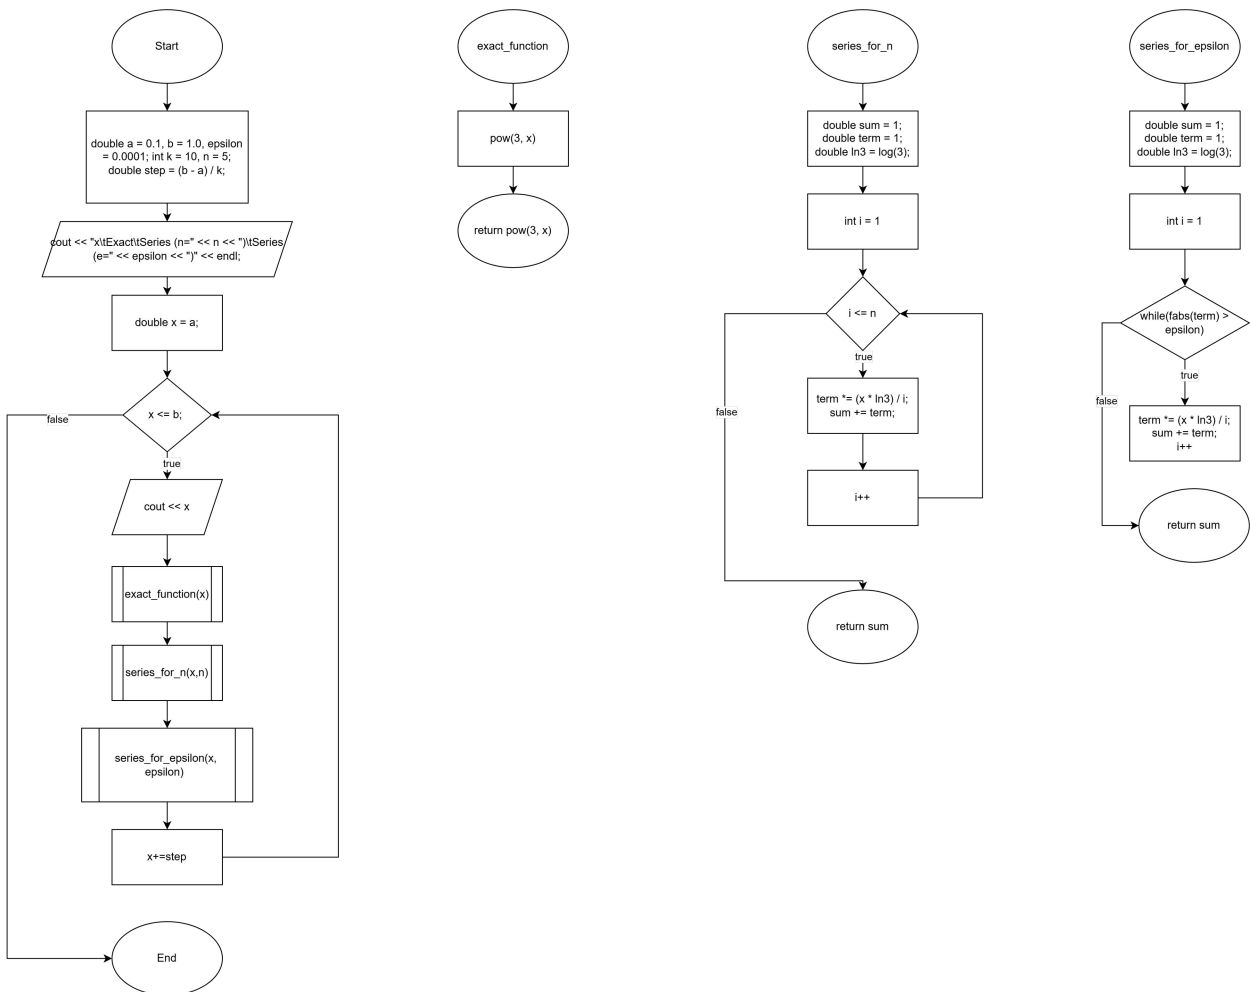 Start
double a = 0.1, b = 1.0, epsilon
= 0.0001; int k = 10, n = 5;
double step = (b - a) / k;
cout << "x\tExact\tSeries (n=" << n << ")\tSeries
(e=" << epsilon << ")" << endl;
double x = a;
x <= b;
false
true
cout << x
exact_function(x)
series_for_n(x,n)
series_for_epsilon(x,
epsilon)
x+=step
End
exact_function
pow(3, x)
return pow(3, x)
series_for_n
double sum = 1;
double term = 1;
double ln3 = log(3);
int i = 1
i <= n
true
false
term *= (x * ln3) / i;
sum += term;
i++
return sum
series_for_epsilon
double sum = 1;
double term = 1;
double ln3 = log(3);
int i = 1
while(fabs(term) >
epsilon)
true
false
term *= (x * ln3) / i;
sum += term;
i++
return sum